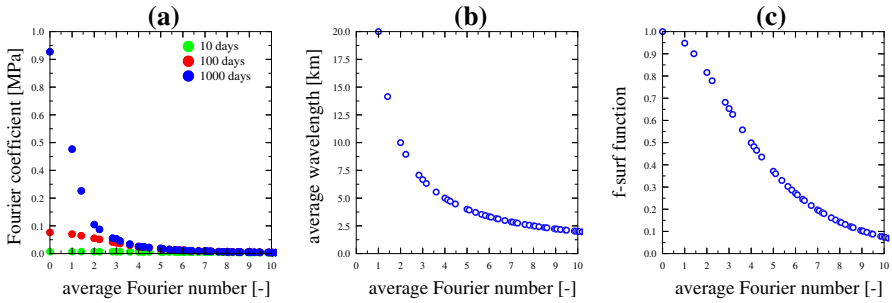 (a)
Fourier coefficient [MPa]
1.0
0.9
0.8
0.7
0.6
0.5
0.4
0.3
0.2
0.1
0.0
10 days
100 days
1000 days
0 1 2 3 4 5 6 7 8 9 10
average Fourier number [-]
(b)
average wavelength [km]
20.0
17.5
15.0
12.5
10.0
7.5
5.0
2.5
0.0
0 1 2 3 4 5 6 7 8 9 10
average Fourier number [-]
(c)
f-surf function
1.0
0.9
0.8
0.7
0.6
0.5
0.4
0.3
0.2
0.1
0.0
0 1 2 3 4 5 6 7 8 9 10
average Fourier number [-]